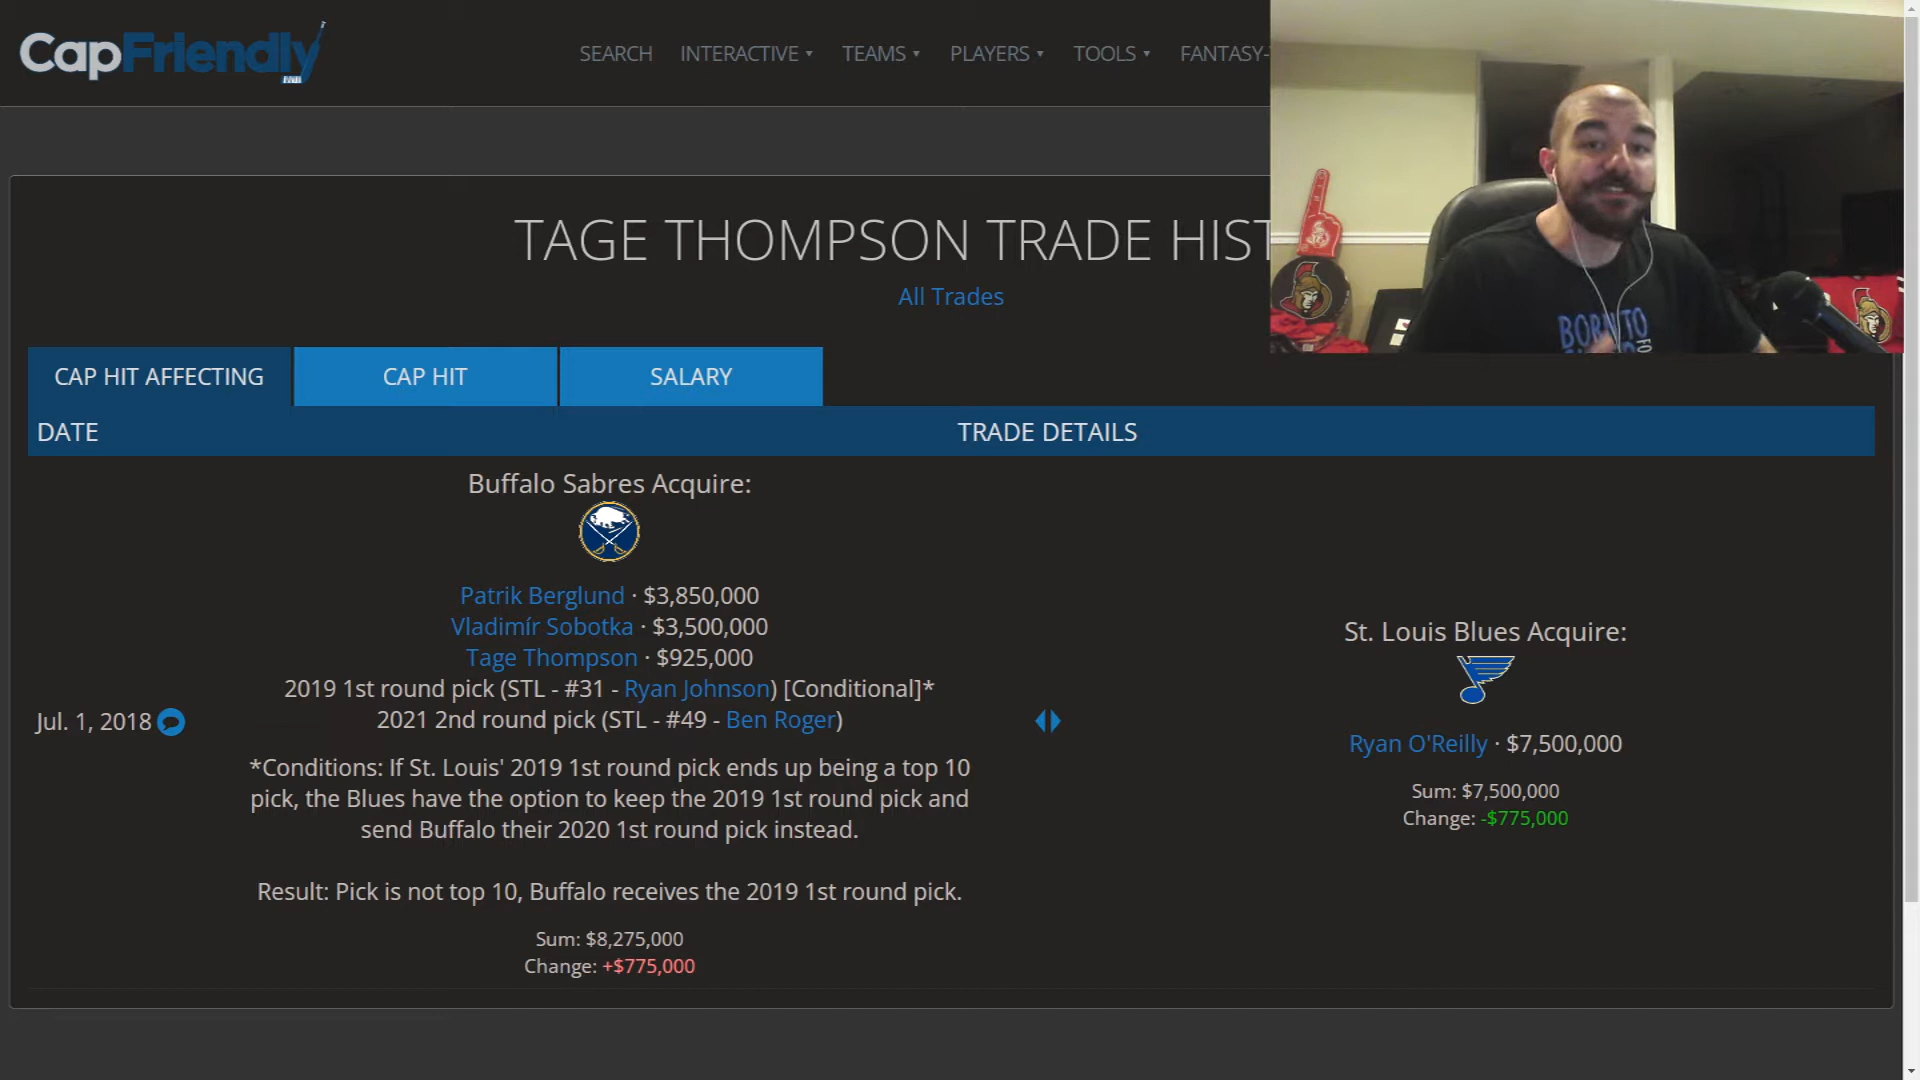 CapFriendly
SEARCH INTERACTIVE TEAMS PLAYERS TOOLS FANTASY-
TAGE THOMPSON TRADE HIST
All Trades
CAP HIT AFFECTING CAP HIT SALARY
DATE TRADE DETAILS
Buffalo Sabres Acquire:
Patrik Berglund · $3,850,000
Vladimír Sobotka · $3,500,000
Tage Thompson · $925,000
2019 1st round pick (STL - #31 - Ryan Johnson) [Conditional]*
2021 2nd round pick (STL - #49 - Ben Roger)
Jul. 1, 2018
*Conditions: If St. Louis' 2019 1st round pick ends up being a top 10
pick, the Blues have the option to keep the 2019 1st round pick and
send Buffalo their 2020 1st round pick instead.
Result: Pick is not top 10, Buffalo receives the 2019 1st round pick.
Sum: $8,275,000
Change: +$775,000
St. Louis Blues Acquire:
Ryan O'Reilly · $7,500,000
Sum: $7,500,000
Change: -$775,000
BORN TO
FO